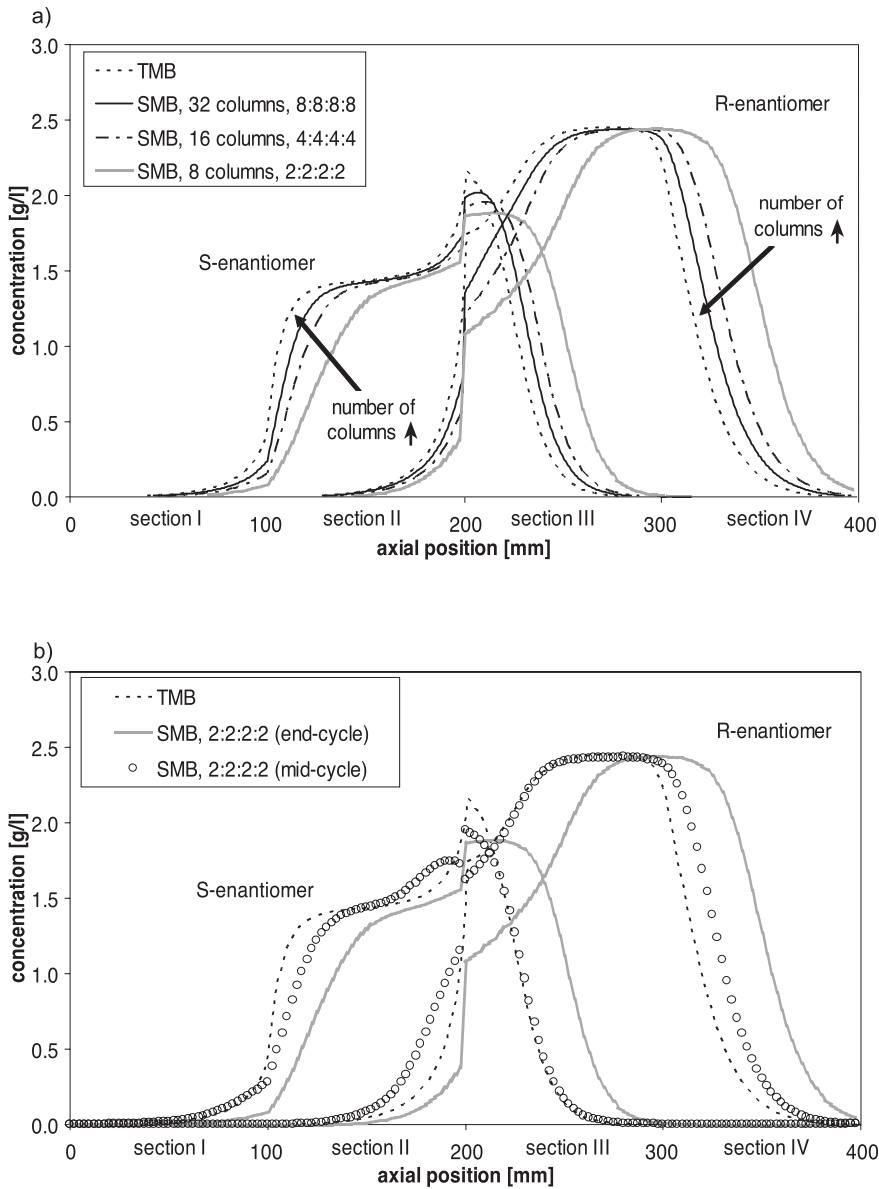 a)
3.0
2.5
2.0
1.5
1.0
0.5
0.0
concentration [g/l]
TMB
SMB, 32 columns, 8:8:8:8
SMB, 16 columns, 4:4:4:4
SMB, 8 columns, 2:2:2:2
R-enantiomer
S-enantiomer
number of
columns
number of
columns
0
section I
100
section II
200
section III
300
section IV
400
axial position [mm]
b)
3.0
2.5
2.0
1.5
1.0
0.5
0.0
concentration [g/l]
TMB
SMB, 2:2:2:2 (end-cycle)
SMB, 2:2:2:2 (mid-cycle)
R-enantiomer
S-enantiomer
0
section I
100
section II
200
section III
300
section IV
400
axial position [mm]